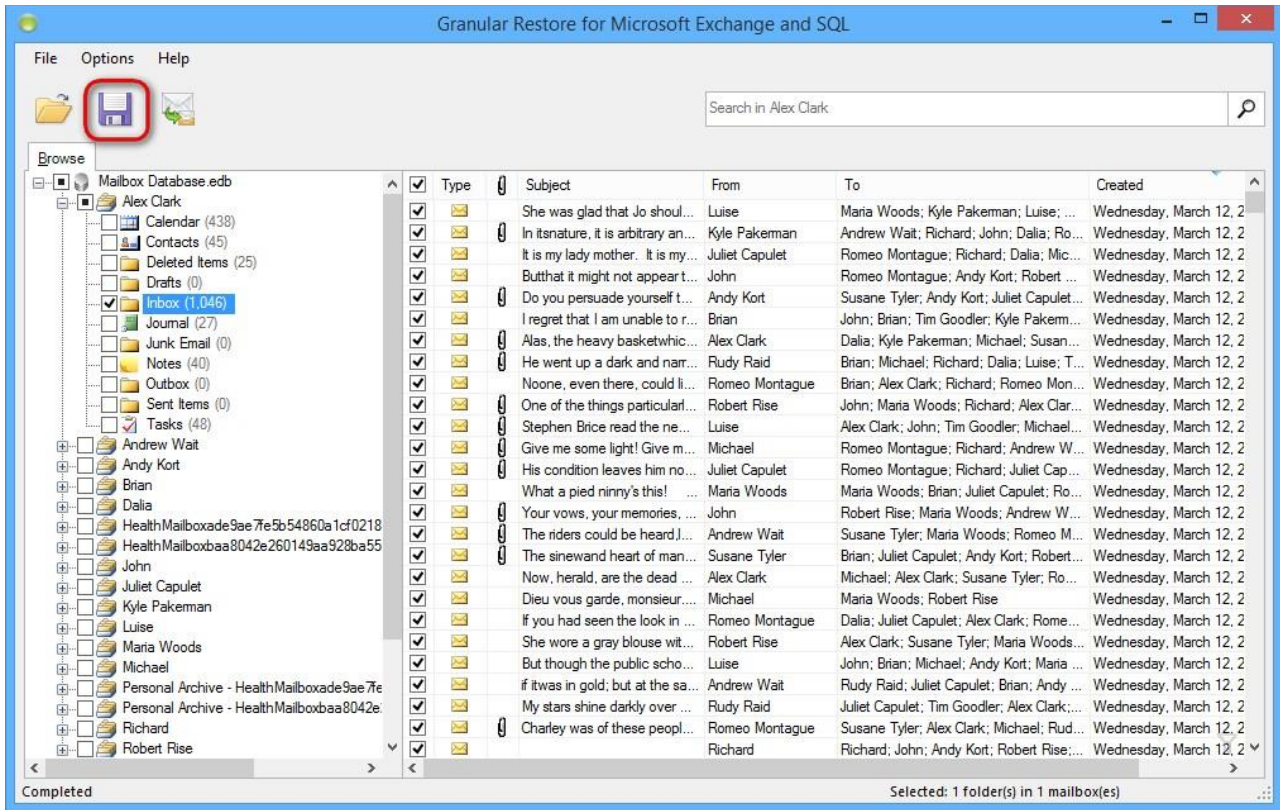 Granular Restore for Microsoft Exchange and SQL
File Options Help
Search in Alex Clark
Browse
Mailbox Database.edb
Alex Clark
Calendar (438)
Contacts (45)
Deleted Items (25)
Drafts (0)
Inbox (1,046)
Journal (27)
Junk Email (0)
Notes (40)
Outbox (0)
Sent Items (0)
Tasks (48)
Andrew Wait
Andy Kort
Brian
Dalia
HealthMailboxade9ae7fe5b54860a1cf0218
HealthMailboxbaa8042e260149aa928ba55
John
Juliet Capulet
Kyle Pakerman
Luise
Maria Woods
Michael
Personal Archive - HealthMailboxade9ae7fe
Personal Archive - HealthMailboxbaa8042e
Richard
Robert Rise
Type Subject From To Created
She was glad that Jo shoul... Luise Maria Woods; Kyle Pakerman; Luise; ... Wednesday, March 12, 2
In itsnature, it is arbitrary an... Kyle Pakerman Andrew Wait; Richard; John; Dalia; Ro... Wednesday, March 12, 2
It is my lady mother. It is my... Juliet Capulet Romeo Montague; Richard; Dalia; Mic... Wednesday, March 12, 2
Butthat it might not appear t... John Romeo Montague; Andy Kort; Robert ... Wednesday, March 12, 2
Do you persuade yourself t... Andy Kort Susane Tyler; Andy Kort; Juliet Capulet... Wednesday, March 12, 2
I regret that I am unable to r... Brian John; Brian; Tim Goodler; Kyle Pakerm... Wednesday, March 12, 2
Alas, the heavy basketwhic... Alex Clark Dalia; Kyle Pakerman; Michael; Susan... Wednesday, March 12, 2
He went up a dark and narr... Rudy Raid Brian; Michael; Richard; Dalia; Luise; T... Wednesday, March 12, 2
Noone, even there, could li... Romeo Montague Brian; Alex Clark; Richard; Romeo Mon... Wednesday, March 12, 2
One of the things particularl... Robert Rise John; Maria Woods; Richard; Alex Clar... Wednesday, March 12, 2
Stephen Brice read the ne... Luise Alex Clark; John; Tim Goodler; Michael... Wednesday, March 12, 2
Give me some light! Give m... Michael Romeo Montague; Richard; Andrew W... Wednesday, March 12, 2
His condition leaves him no... Juliet Capulet Romeo Montague; Richard; Juliet Cap... Wednesday, March 12, 2
What a pied ninny's this! ... Maria Woods Maria Woods; Brian; Juliet Capulet; Ro... Wednesday, March 12, 2
Your vows, your memories, ... John Robert Rise; Maria Woods; Andrew W... Wednesday, March 12, 2
The riders could be heard,I... Andrew Wait Susane Tyler; Maria Woods; Romeo M... Wednesday, March 12, 2
The sinewand heart of man... Susane Tyler Brian; Juliet Capulet; Andy Kort; Robert... Wednesday, March 12, 2
Now, herald, are the dead ... Alex Clark Michael; Alex Clark; Susane Tyler; Ro... Wednesday, March 12, 2
Dieu vous garde, monsieur.... Michael Maria Woods; Robert Rise Wednesday, March 12, 2
If you had seen the look in ... Romeo Montague Dalia; Juliet Capulet; Alex Clark; Rome... Wednesday, March 12, 2
She wore a gray blouse wit... Robert Rise Alex Clark; Susane Tyler; Maria Woods... Wednesday, March 12, 2
But though the public scho... Luise John; Brian; Michael; Andy Kort; Maria ... Wednesday, March 12, 2
if itwas in gold; but at the sa... Andrew Wait Rudy Raid; Juliet Capulet; Brian; Andy ... Wednesday, March 12, 2
My stars shine darkly over ... Rudy Raid Juliet Capulet; Tim Goodler; Alex Clark;... Wednesday, March 12, 2
Charley was of these peopl... Romeo Montague Susane Tyler; Alex Clark; Michael; Rud... Wednesday, March 12, 2
Richard Richard; John; Andy Kort; Robert Rise;... Wednesday, March 12, 2
Completed Selected: 1 folder(s) in 1 mailbox(es)